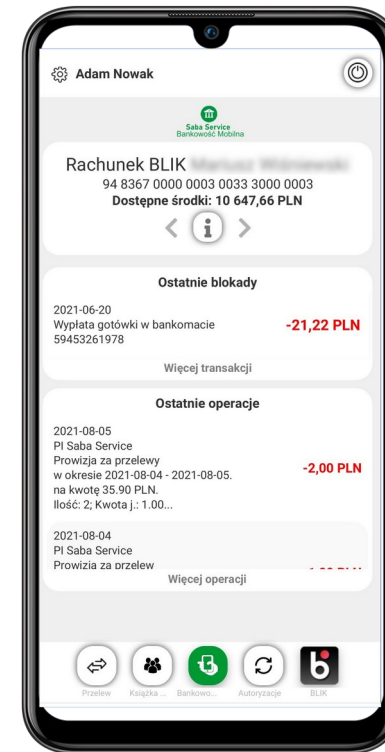 Adam Nowak
Saba Service
Bankowość Mobilna
Rachunek BLIK
94 8367 0000 0003 0033 3000 0003
Dostępne środki: 10 647,66 PLN
Ostatnie blokady
2021-06-20
Wypłata gotówki w bankomacie
59453261978
-21,22 PLN
Więcej transakcji
Ostatnie operacje
2021-08-05
PI Saba Service
Prowizja za przelewy
w okresie 2021-08-04 - 2021-08-05.
na kwotę 35.90 PLN.
Ilość: 2; Kwota j.: 1.00...
-2,00 PLN
2021-08-04
PI Saba Service
Prowizja za przelew
Więcej operacji
Przelew
Książka ...
Bankowo...
Autoryzacje
BLIK